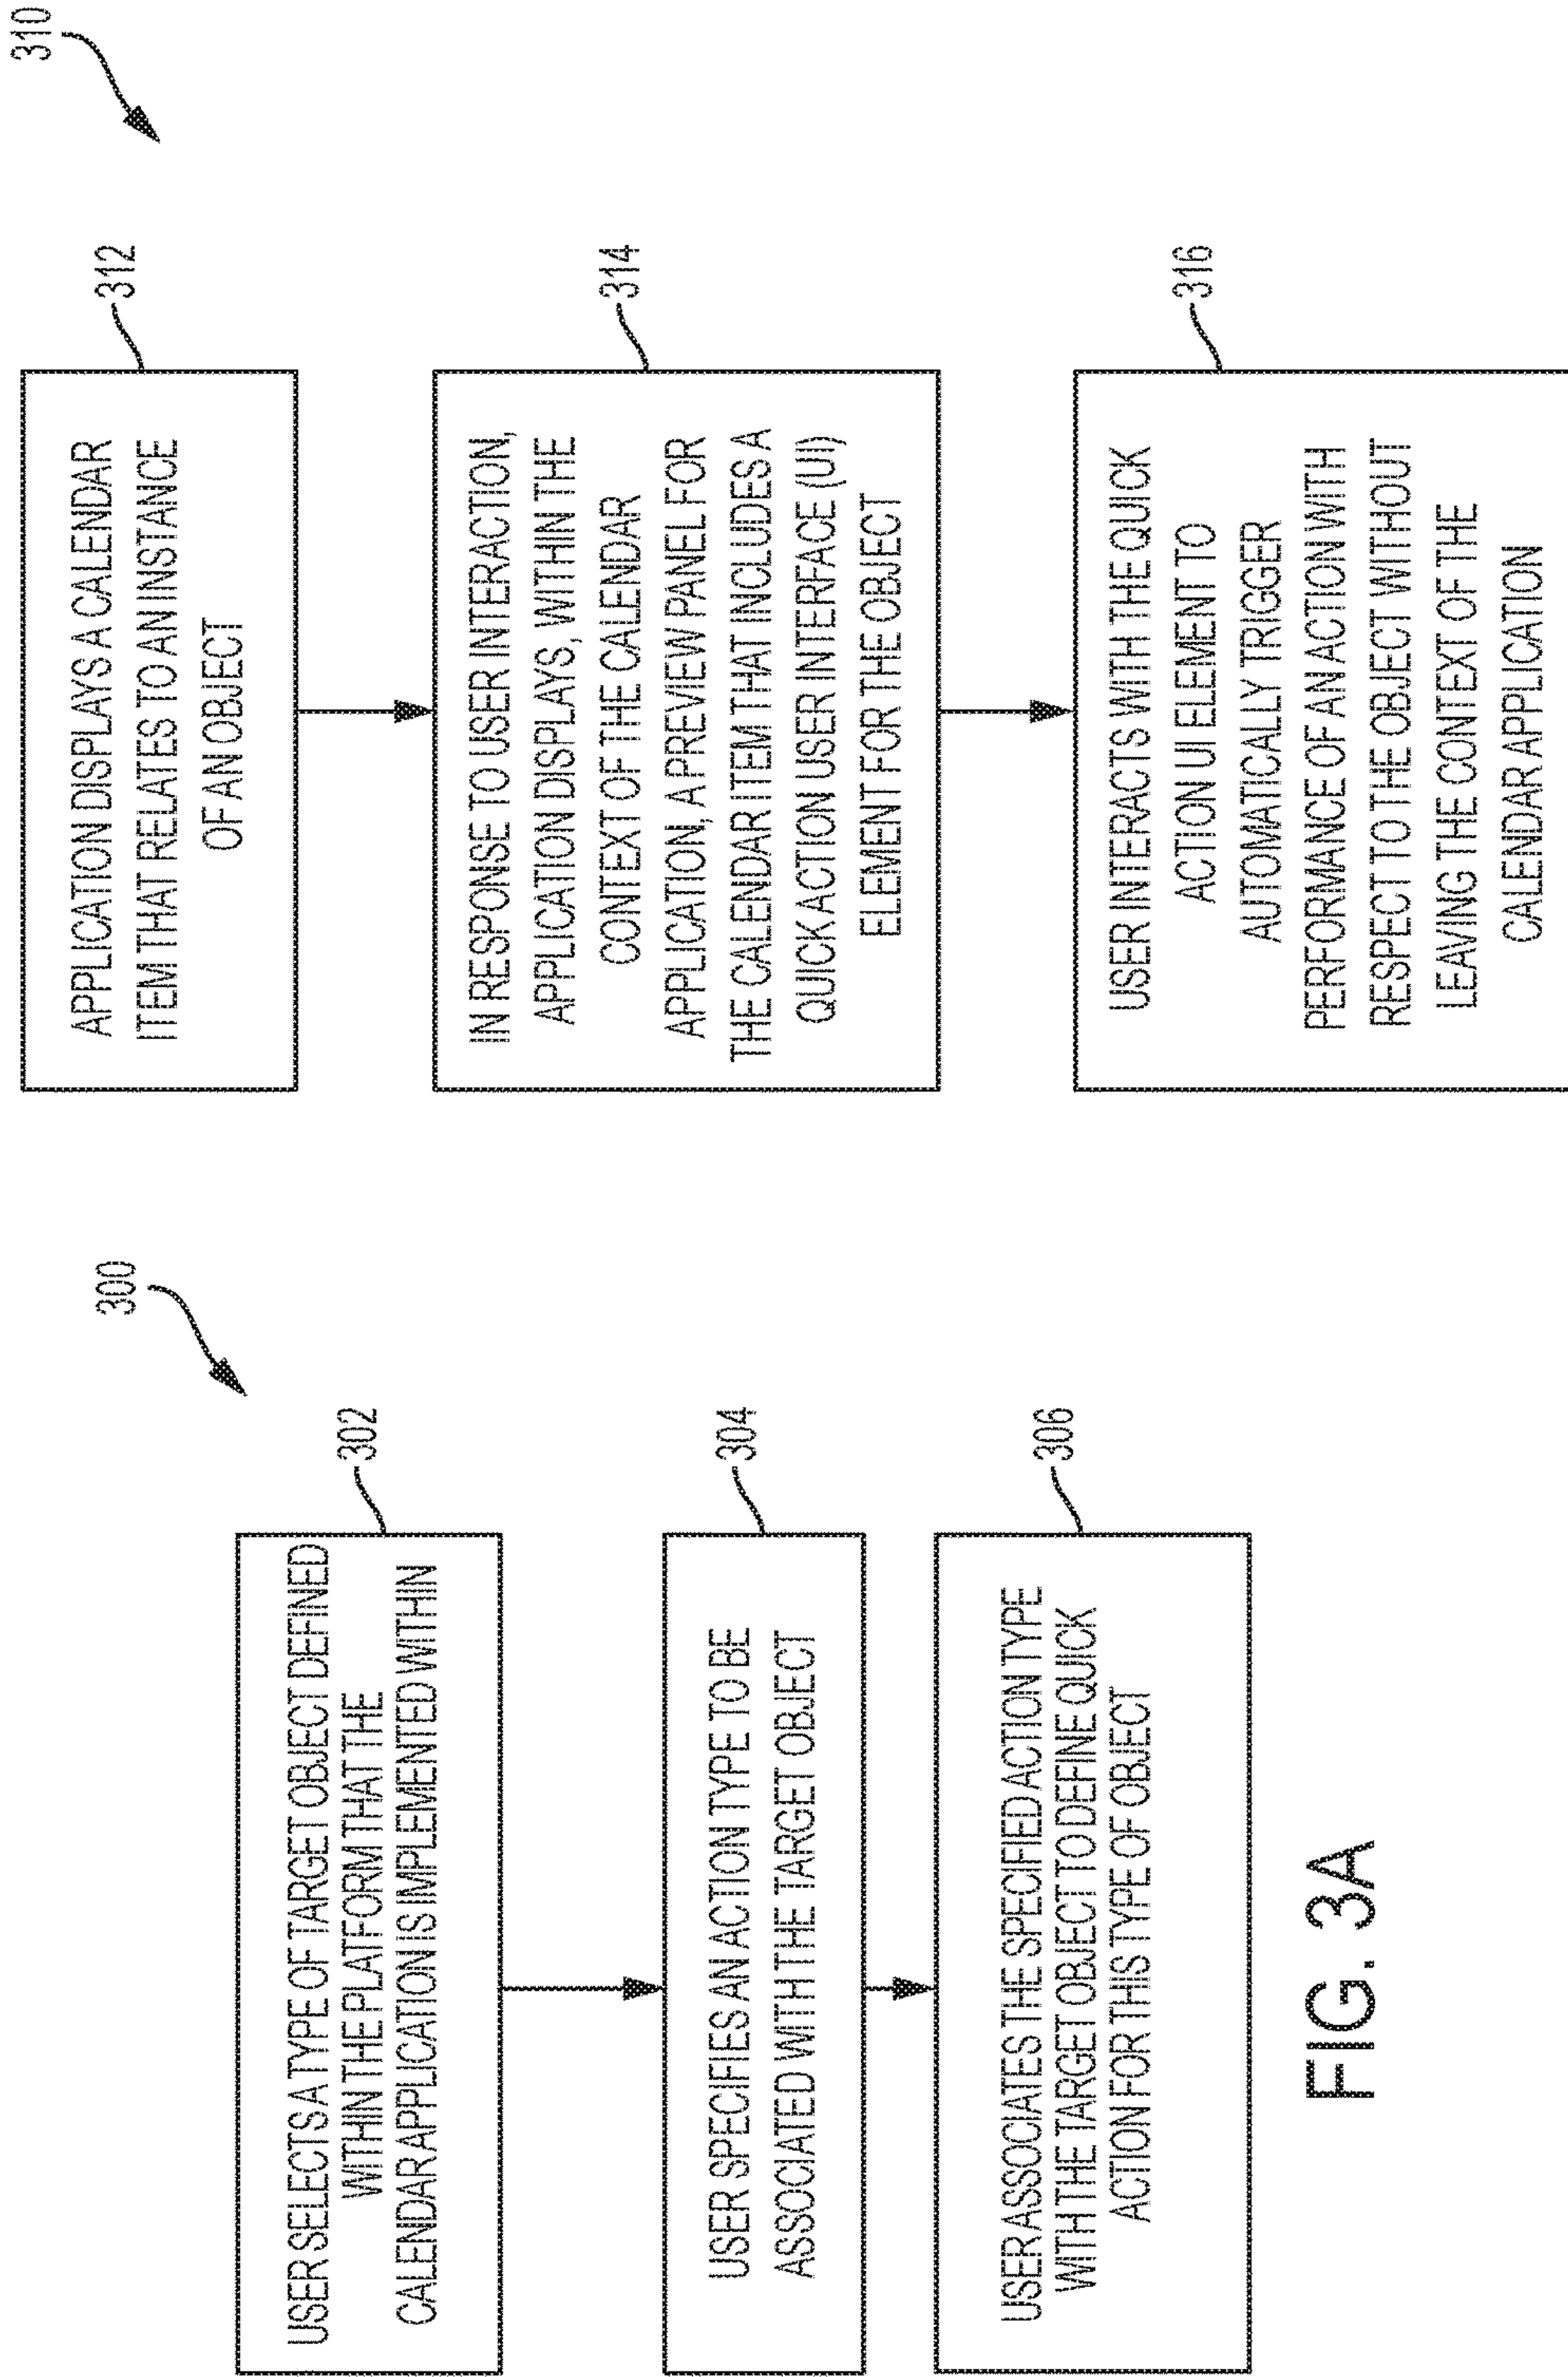 300
USER SELECTS A TYPE OF TARGET OBJECT DEFINED
WITHIN THE PLATFORM THAT THE
CALENDAR APPLICATION IS IMPLEMENTED WITHIN
302
USER SPECIFIES AN ACTION TYPE TO BE
ASSOCIATED WITH THE TARGET OBJECT
304
USER ASSOCIATES THE SPECIFIED ACTION TYPE
WITH THE TARGET OBJECT TO DEFINE QUICK
ACTION FOR THIS TYPE OF OBJECT
306
FIG. 3A
310
APPLICATION DISPLAYS A CALENDAR
ITEM THAT RELATES TO AN INSTANCE
OF AN OBJECT
312
IN RESPONSE TO USER INTERACTION,
APPLICATION DISPLAYS, WITHIN THE
CONTEXT OF THE CALENDAR
APPLICATION, A PREVIEW PANEL FOR
THE CALENDAR ITEM THAT INCLUDES A
QUICK ACTION USER INTERFACE (UI)
ELEMENT FOR THE OBJECT
314
USER INTERACTS WITH THE QUICK
ACTION UI ELEMENT TO
AUTOMATICALLY TRIGGER
PERFORMANCE OF AN ACTION WITH
RESPECT TO THE OBJECT WITHOUT
LEAVING THE CONTEXT OF THE
CALENDAR APPLICATION
316